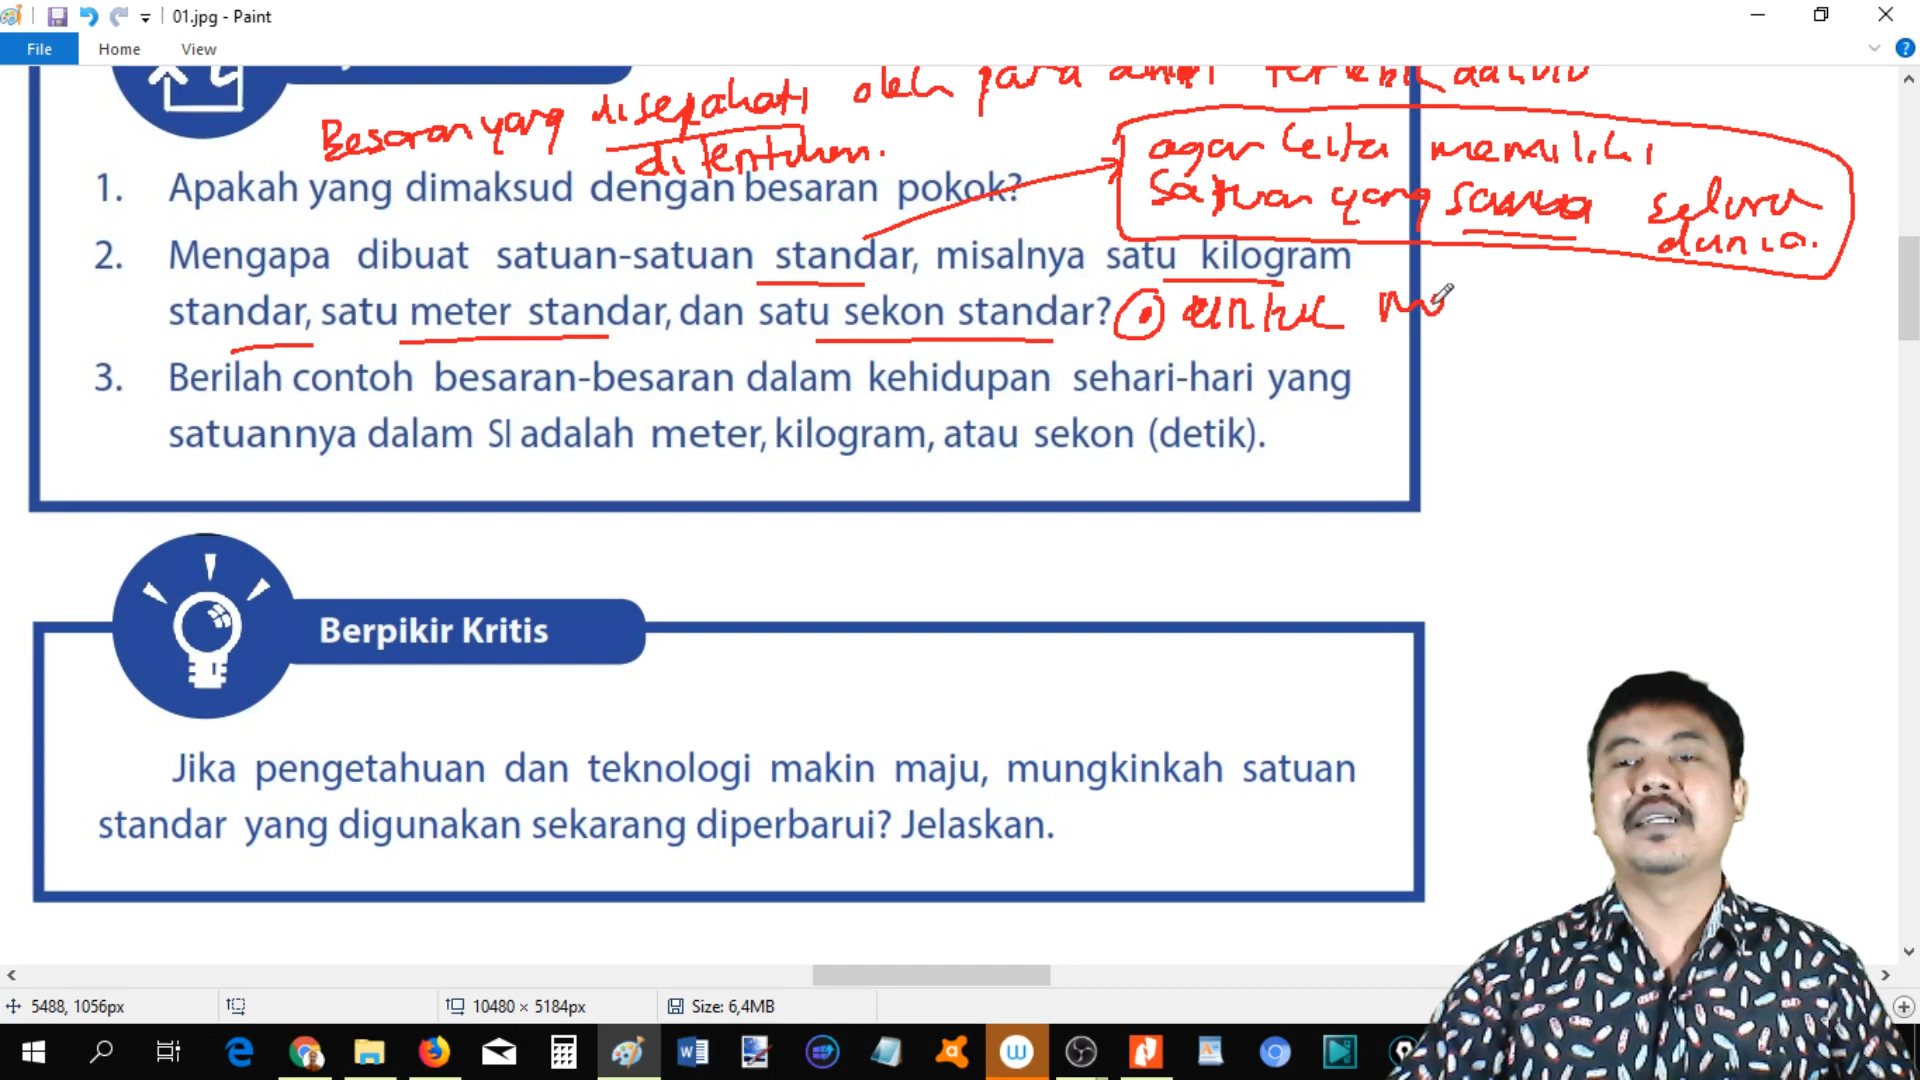 01.jpg - Paint
File Home View
oleh para ahli terlebih dahulu
Besaran yang disepakati
ditentukan.
agar kita memiliki
satuan yang sama seluruh
dunia.
1. Apakah yang dimaksud dengan besaran pokok?
2. Mengapa dibuat satuan-satuan standar, misalnya satu kilogram
standar, satu meter standar, dan satu sekon standar?
untuk
3. Berilah contoh besaran-besaran dalam kehidupan sehari-hari yang
satuannya dalam SI adalah meter, kilogram, atau sekon (detik).
Berpikir Kritis
Jika pengetahuan dan teknologi makin maju, mungkinkah satuan
standar yang digunakan sekarang diperbarui? Jelaskan.
5488, 1056px 10480 × 5184px Size: 6,4MB